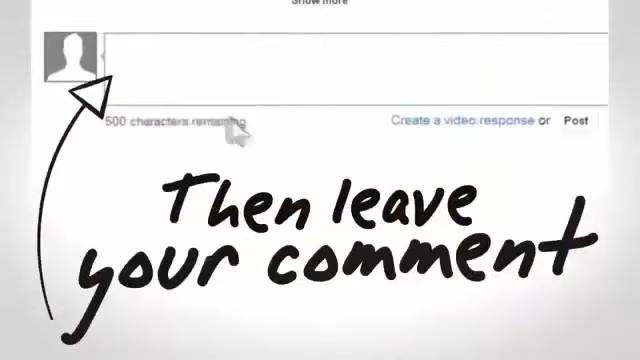 Show more
500 characters remaining
Create a video response or Post
Then leave
your comment